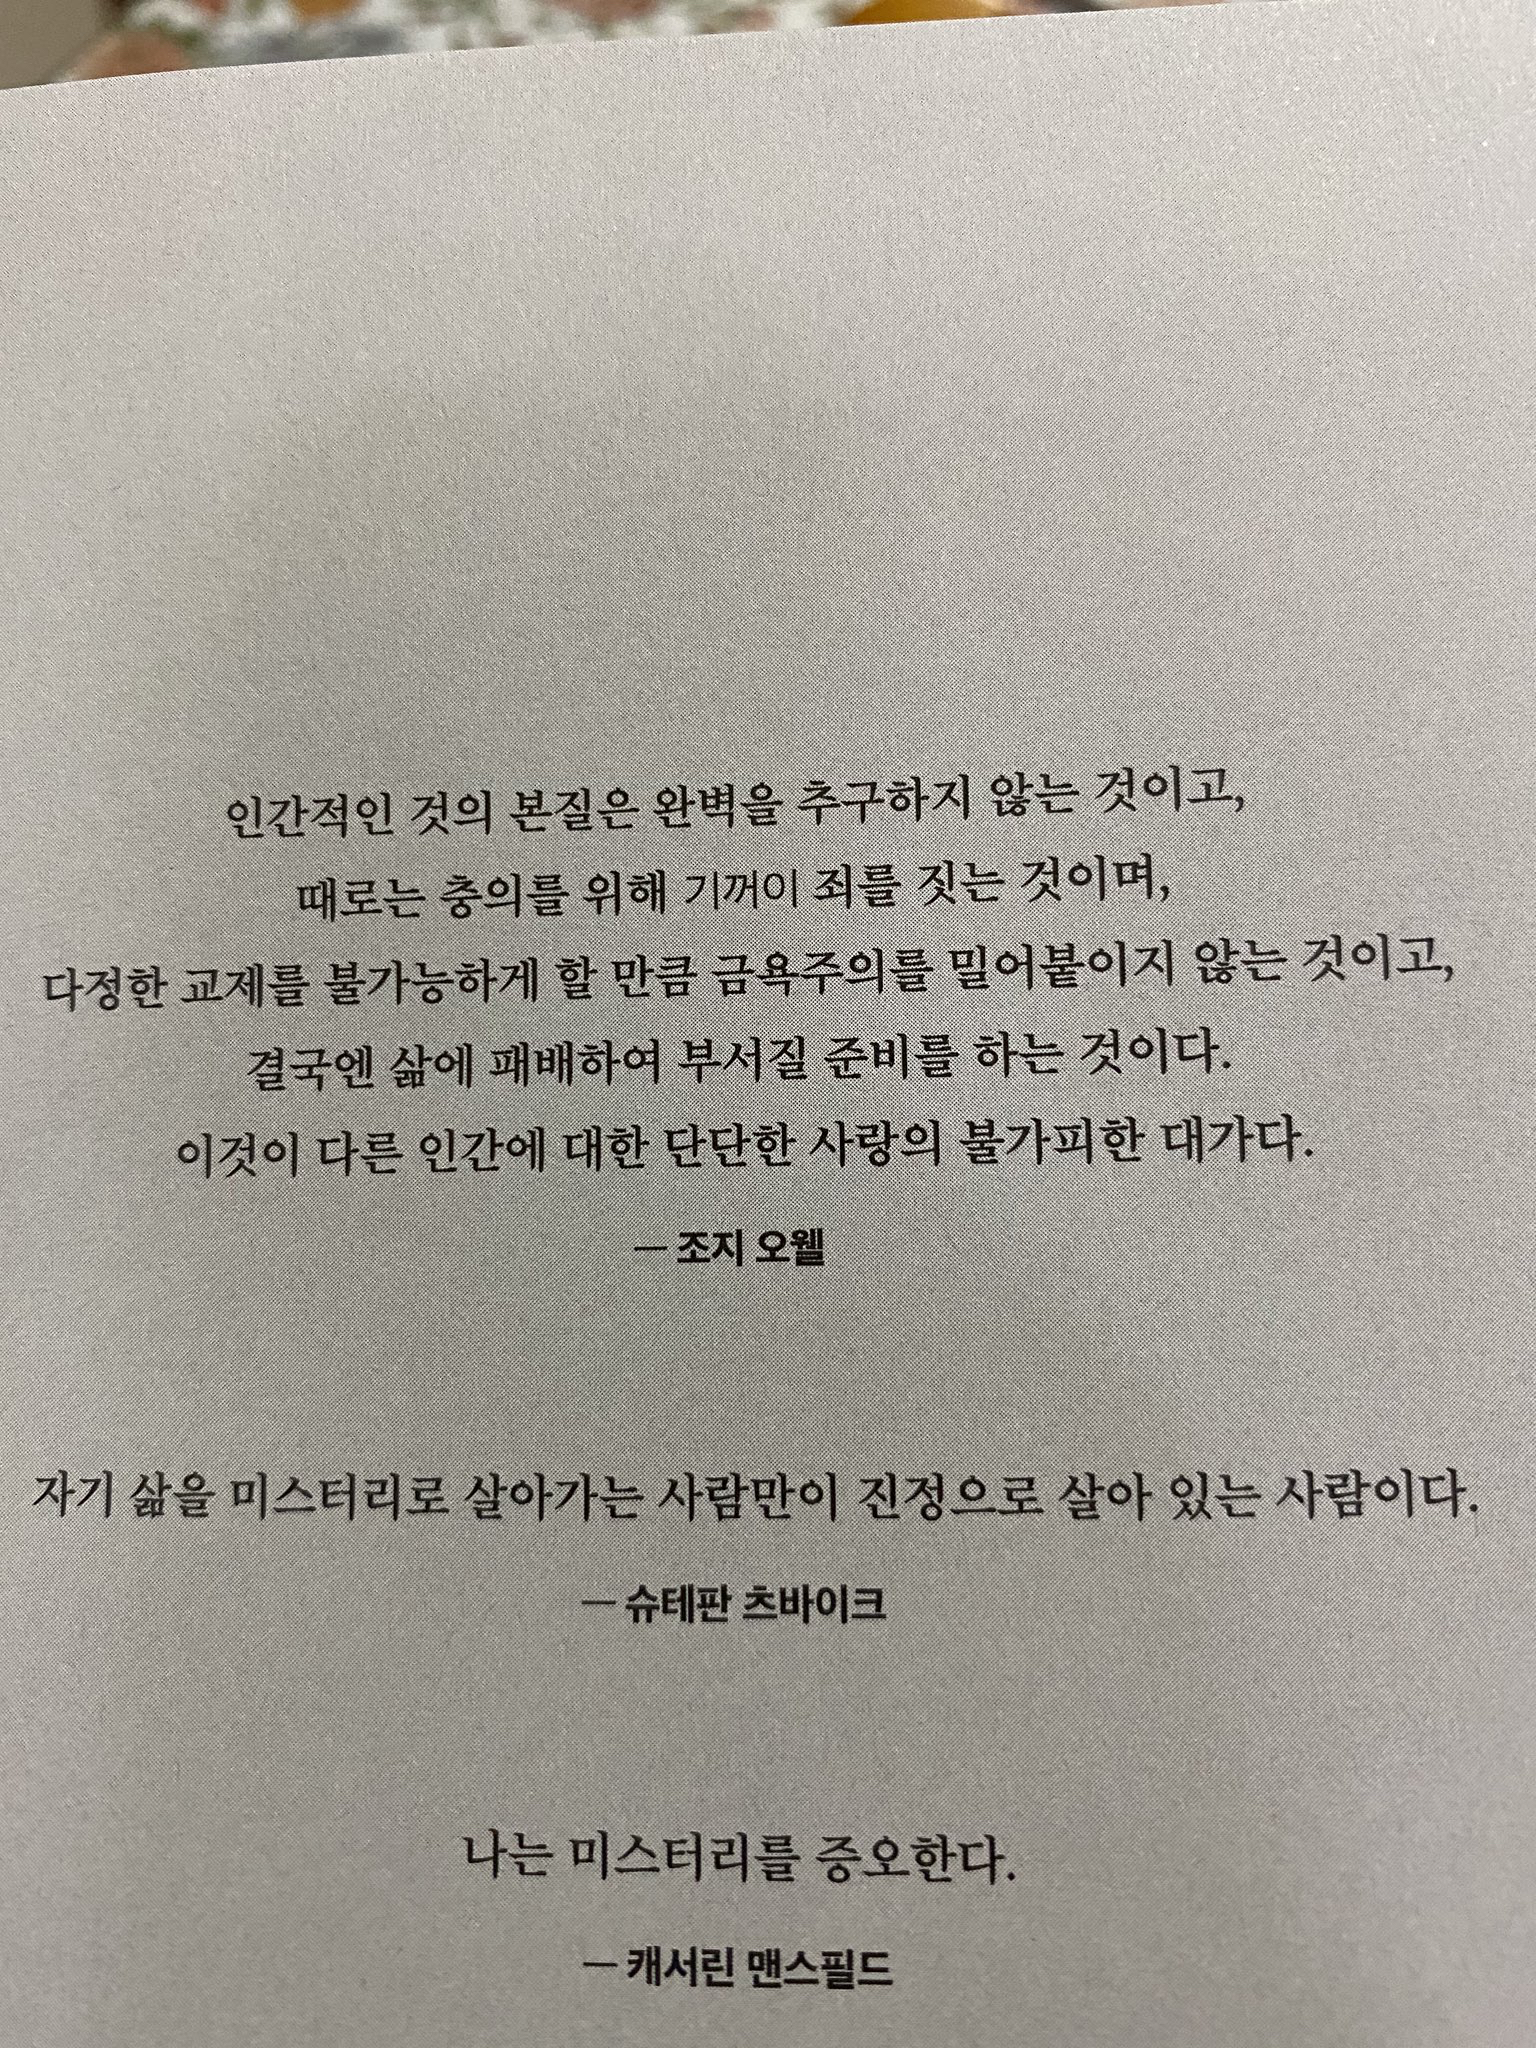 인간적인 것의 본질은 완벽을 추구하지 않는 것이고,
때로는 충의를 위해 기꺼이 죄를 짓는 것이며,
다정한 교제를 불가능하게 할 만큼 금욕주의를 밀어붙이지 않는 것이고,
결국엔 삶에 패배하여 부서질 준비를 하는 것이다.
이것이 다른 인간에 대한 단단한 사랑의 불가피한 대가다.
— 조지 오웰
자기 삶을 미스터리로 살아가는 사람만이 진정으로 살아 있는 사람이다.
— 슈테판 츠바이크
나는 미스터리를 증오한다.
— 캐서린 맨스필드